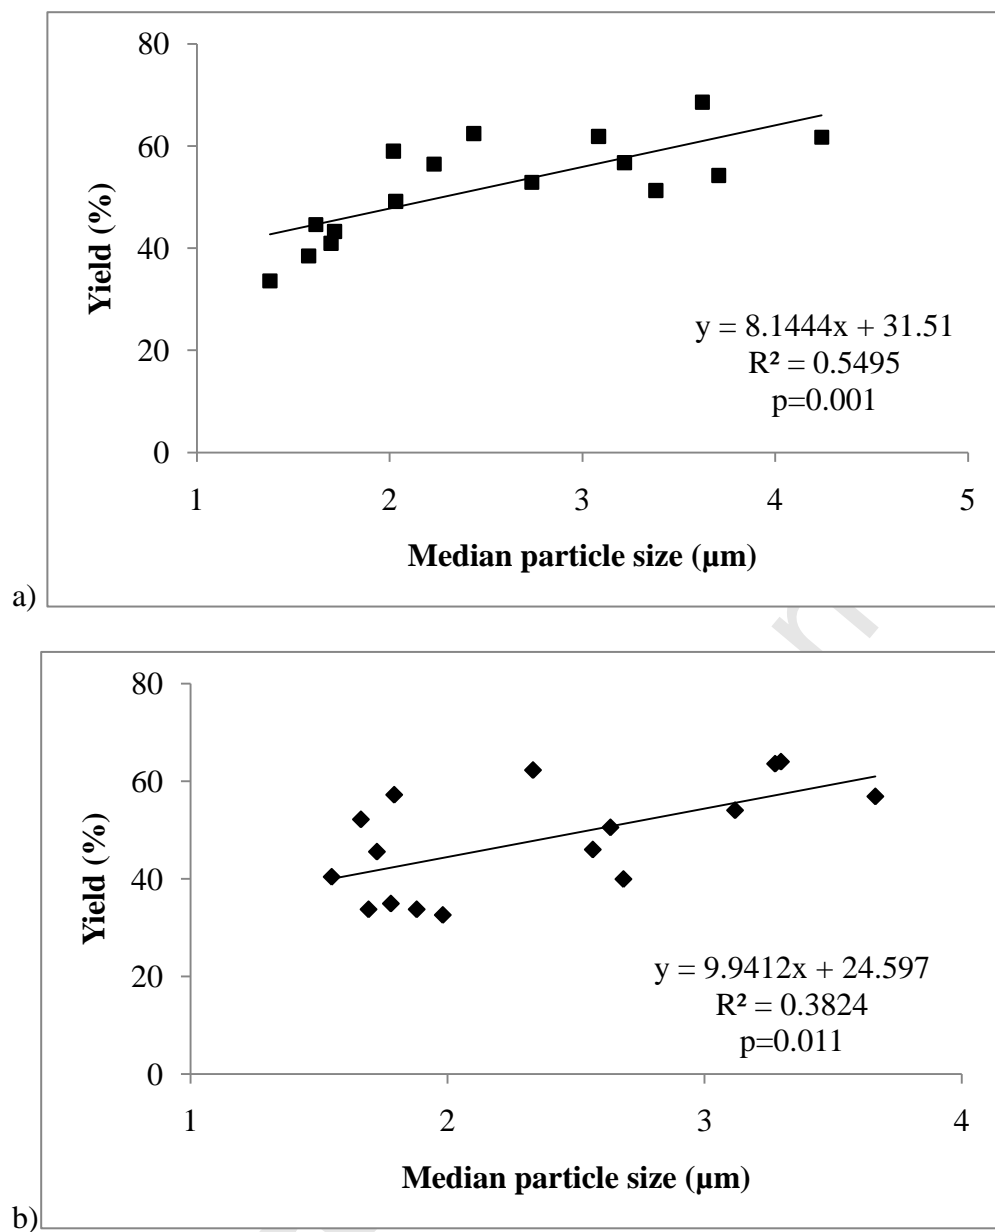 80
60
40
20
0
Yield (%)
y = 8.1444x + 31.51
R² = 0.5495
p=0.001
1 2 3 4 5
Median particle size (µm)
a)
80
60
40
20
0
Yield (%)
y = 9.9412x + 24.597
R² = 0.3824
p=0.011
1 2 3 4
Median particle size (µm)
b)